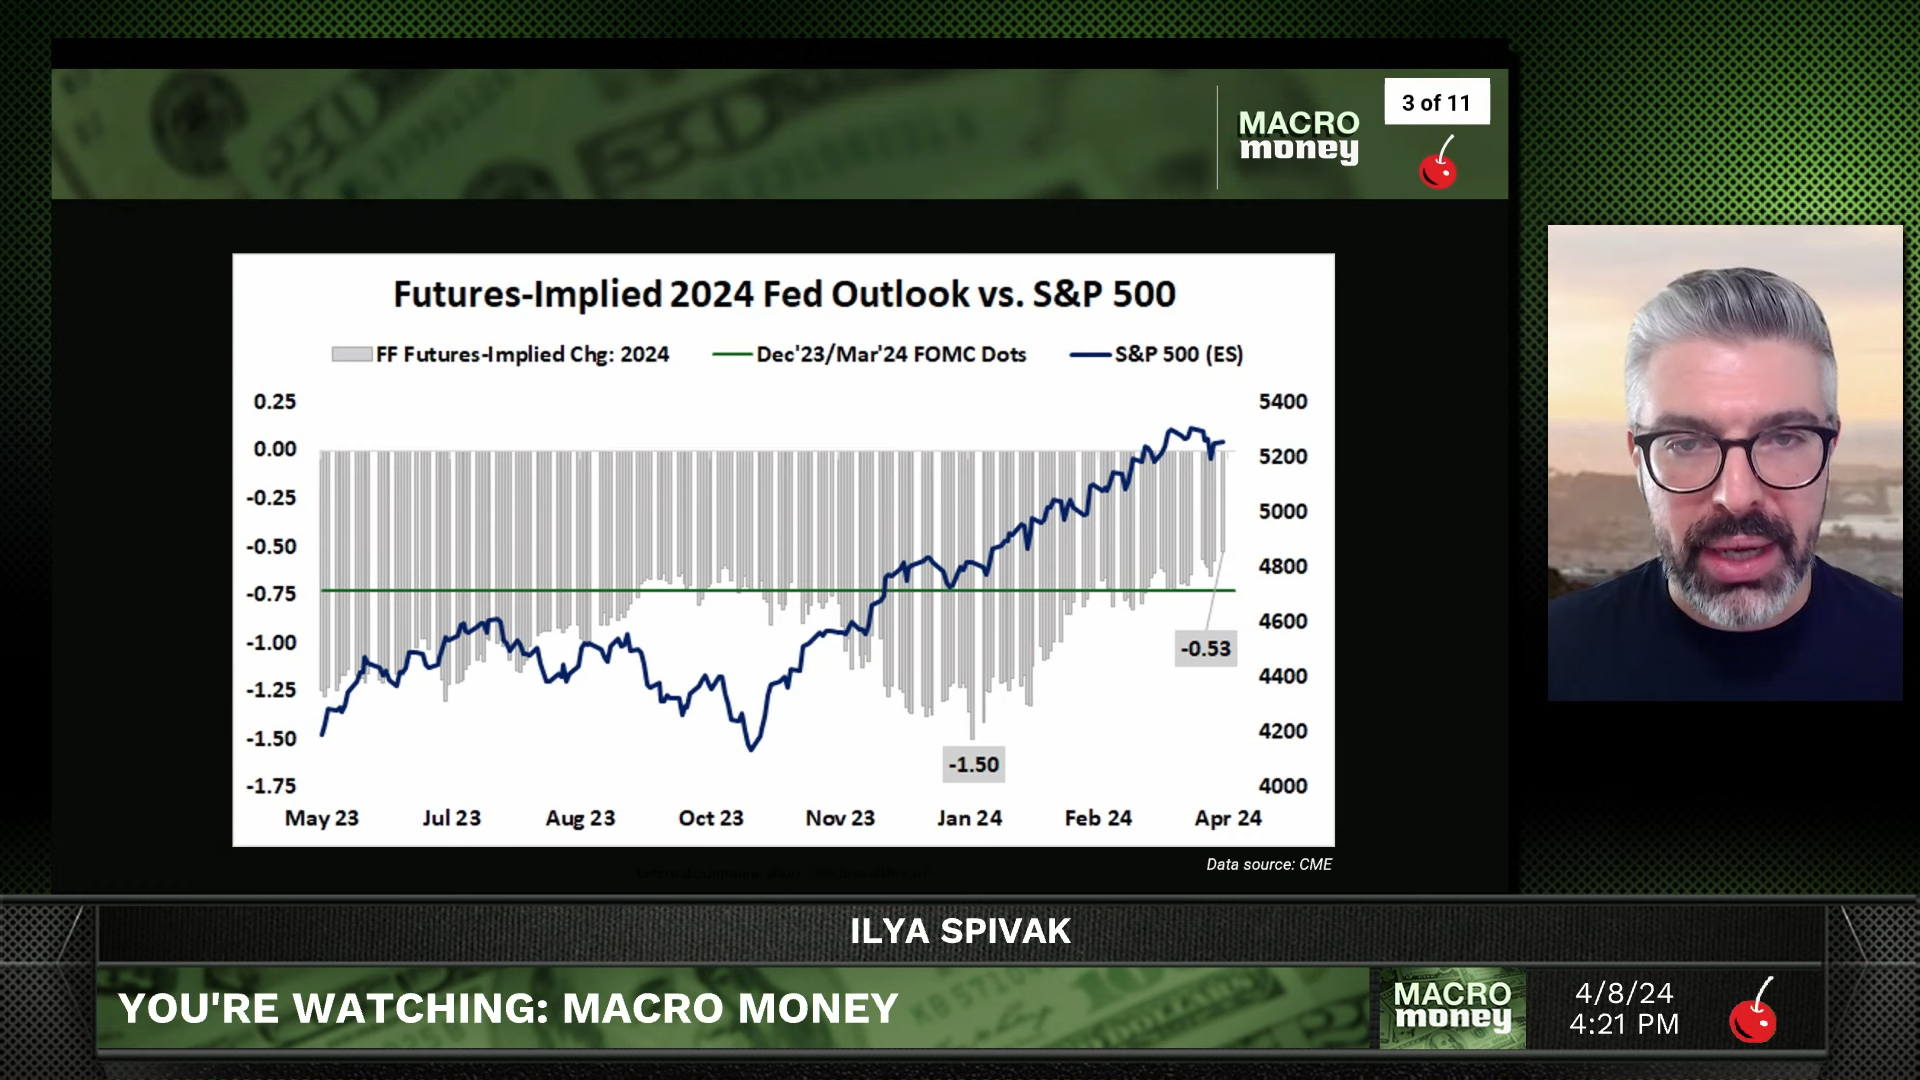 MACRO
money
3 of 11
Futures-Implied 2024 Fed Outlook vs. S&P 500
FF Futures-Implied Chg: 2024 Dec'23/Mar'24 FOMC Dots S&P 500 (ES)
0.25 5400
0.00 5200
-0.25 5000
-0.50 4800
-0.75 4600
-1.00 4400
-1.25 4200
-1.50 4000
-1.75
-0.53
-1.50
May 23 Jul 23 Aug 23 Oct 23 Nov 23 Jan 24 Feb 24 Apr 24
Data source: CME
ILYA SPIVAK
YOU'RE WATCHING: MACRO MONEY
MACRO
money
4/8/24
4:21 PM